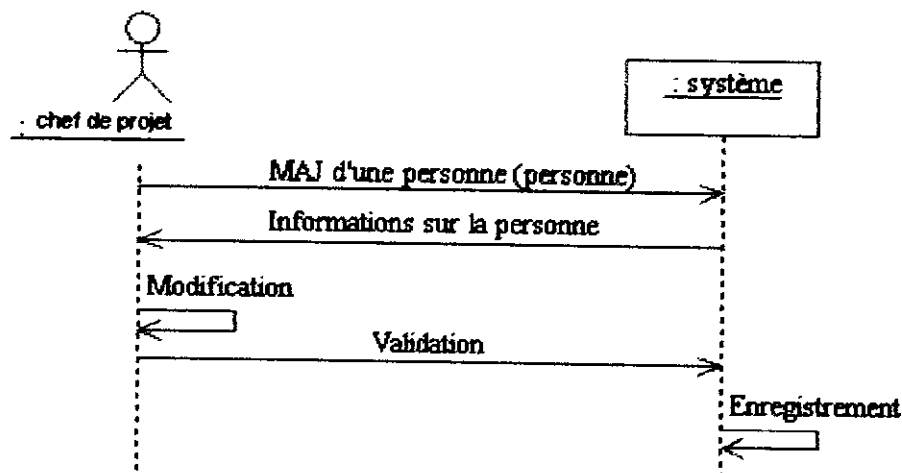 : système
: chef de projet
MAJ d'une personne (personne)
Informations sur la personne
Modification
Validation
Enregistrement